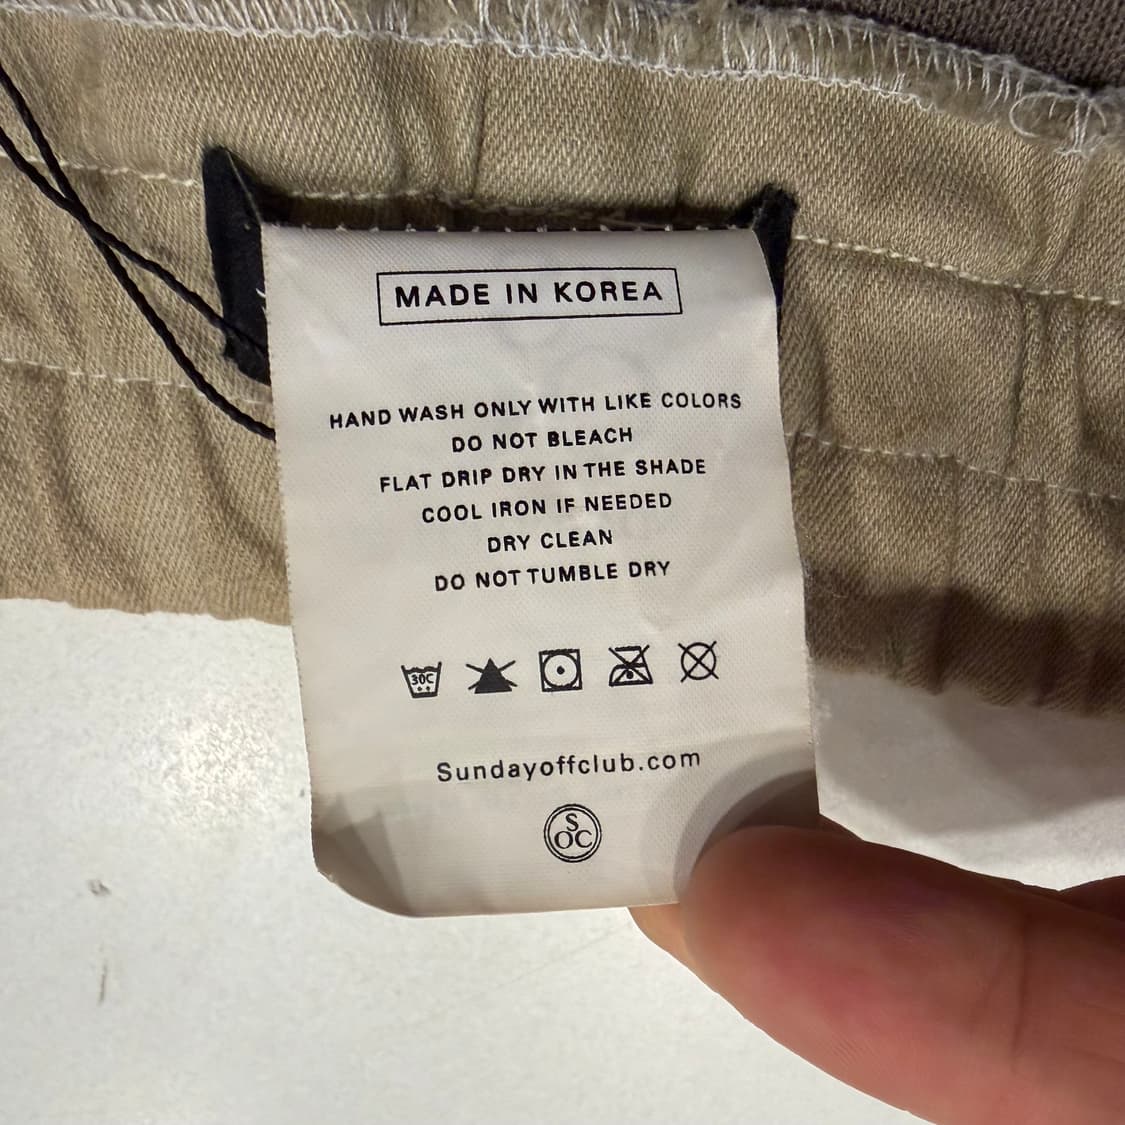 MADE IN KOREA
HAND WASH ONLY WITH LIKE COLORS
DO NOT BLEACH
FLAT DRIP DRY IN THE SHADE
COOL IRON IF NEEDED
DRY CLEAN
DO NOT TUMBLE DRY
30C
Sundayoffclub.com
S
OC